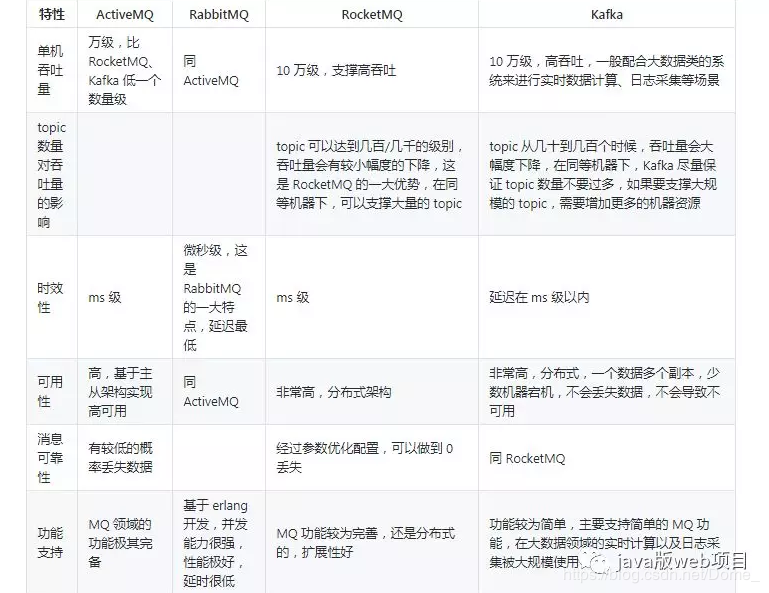 特性 ActiveMQ RabbitMQ RocketMQ Kafka
单机
吞吐
量
万级，比
RocketMQ、
Kafka 低一个
数量级
同
ActiveMQ
10 万级，支撑高吞吐
10 万级，高吞吐，一般配合大数据类的系
统来进行实时数据计算、日志采集等场景
topic
数量
对吞
吐量
的影
响
topic 可以达到几百/几千的级别，
吞吐量会有较小幅度的下降，这
是 RocketMQ 的一大优势，在同
等机器下，可以支撑大量的 topic
topic 从几十到几百个时候，吞吐量会大
幅度下降，在同等机器下，Kafka 尽量保
证 topic 数量不要过多，如果要支撑大规
模的 topic，需要增加更多的机器资源
时效
性
ms 级
微秒级，这
是
RabbitMQ
的一大特
点，延迟最
低
ms 级
延迟在 ms 级以内
可用
性
高，基于主
从架构实现
高可用
同
ActiveMQ
非常高，分布式架构
非常高，分布式，一个数据多个副本，少
数机器宕机，不会丢失数据，不会导致不
可用
消息
可靠
性
有较低的概
率丢失数据
经过参数优化配置，可以做到 0
丢失
同 RocketMQ
功能
支持
MQ 领域的
功能极其完
备
基于 erlang
开发，并发
能力很强，
性能极好，
延时很低
MQ 功能较为完善，还是分布式
的，扩展性好
功能较为简单，主要支持简单的 MQ 功
能，在大数据领域的实时计算以及日志采
集被大规模使用
java版web项目
https://blog.csdn.net/Dome_